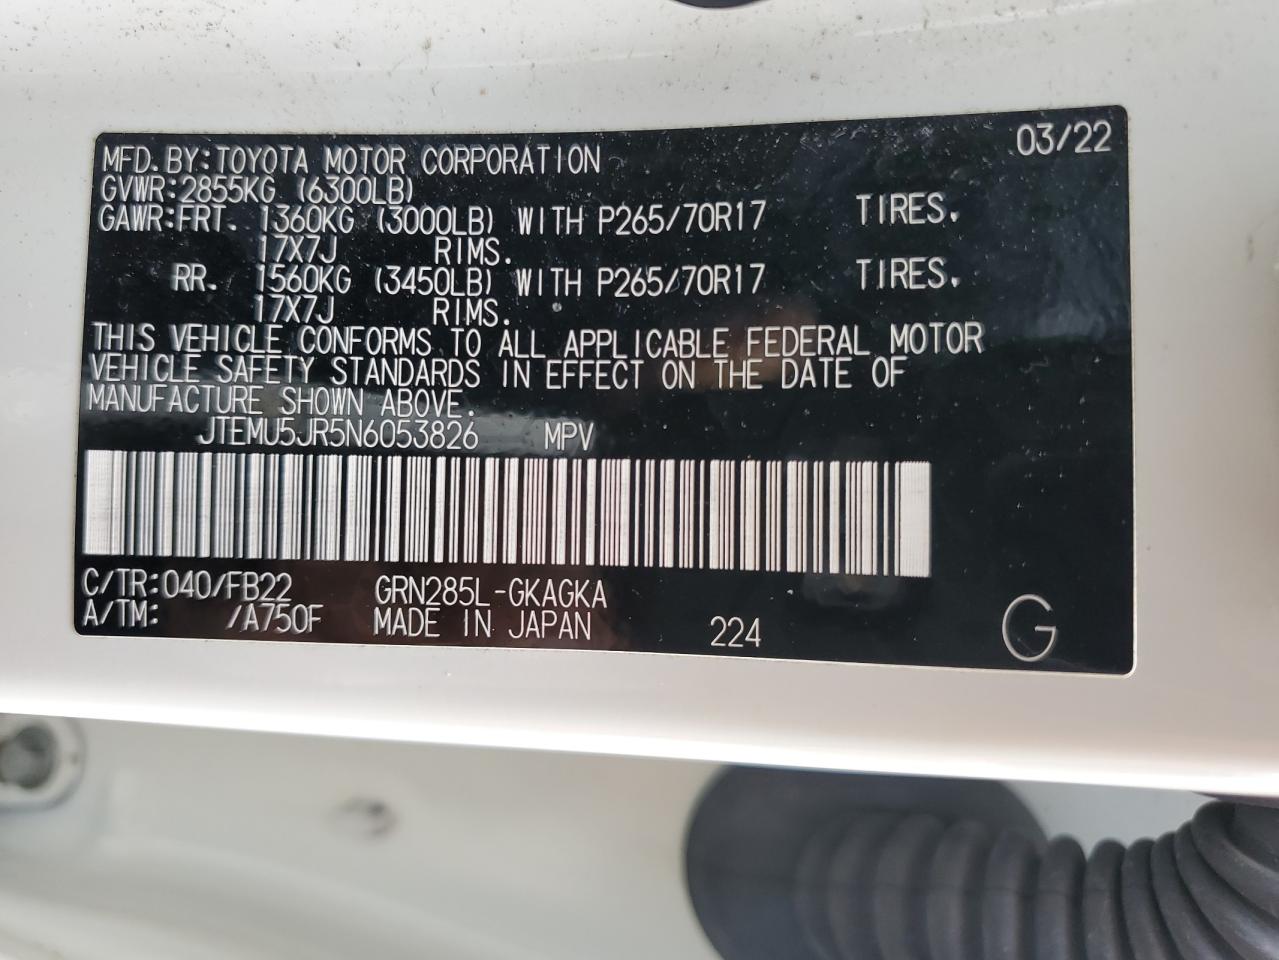 03/22
MFD. BY: TOYOTA MOTOR CORPORATION
GVWR: 2855KG (6300LB)
GAWR: FRT. 1360KG (3000LB) WITH P265/70R17 TIRES.
17X7J RIMS.
RR. 1560KG (3450LB) WITH P265/70R17 TIRES.
17X7J RIMS.
THIS VEHICLE CONFORMS TO ALL APPLICABLE FEDERAL MOTOR
VEHICLE SAFETY STANDARDS IN EFFECT ON THE DATE OF
MANUFACTURE SHOWN ABOVE.
JTEMU5JR5N6053826 MPV
C/TR: 040/FB22 GRN285L-GKAGKA
A/TM: /A750F MADE IN JAPAN 224 G